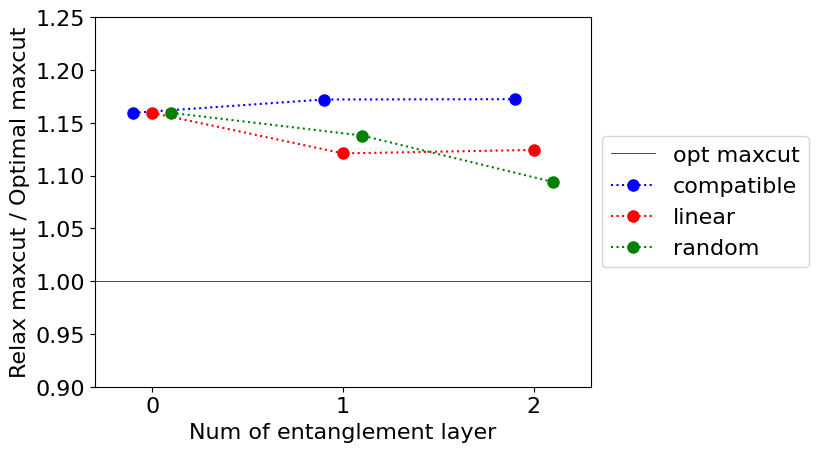 Relax maxcut / Optimal maxcut
1.25
1.20
1.15
1.10
1.05
1.00
0.95
0.90
0
1
2
Num of entanglement layer
opt maxcut
compatible
linear
random